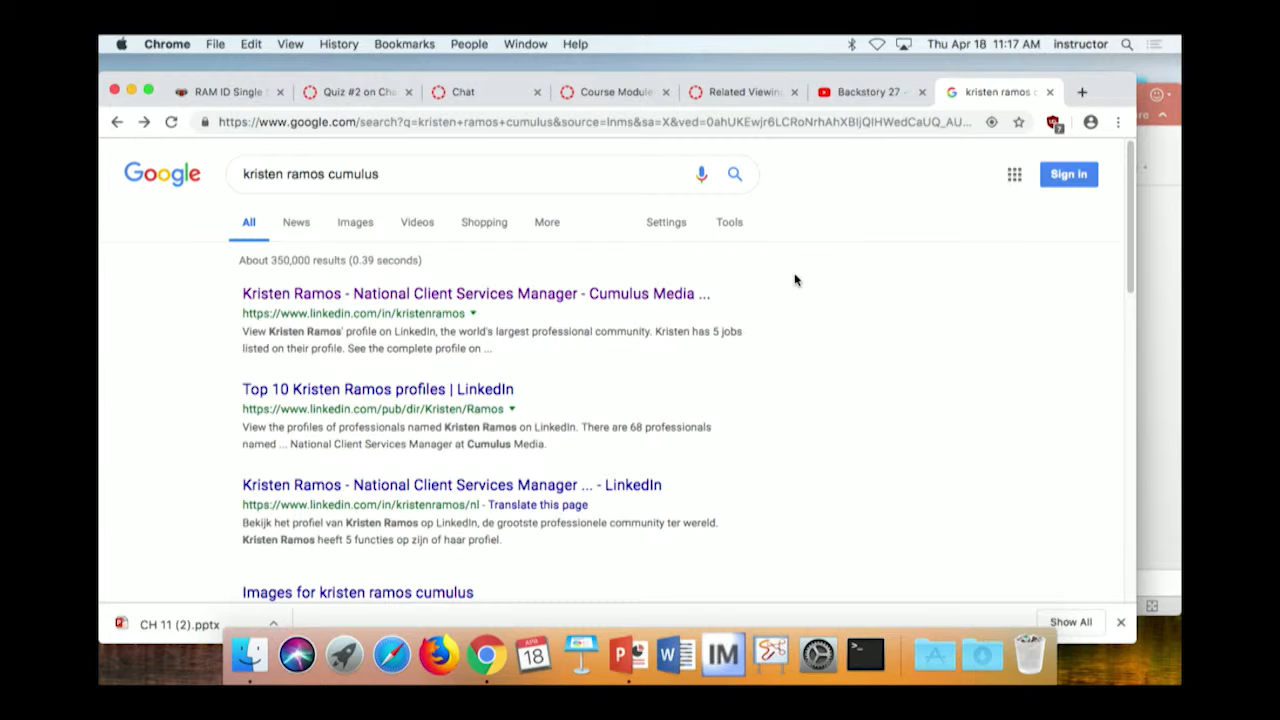 Chrome File Edit View History Bookmarks People Window Help Thu Apr 18 11:17 AM instructor
RAM ID Single Quiz #2 on Cha Chat Course Module Related Viewin Backstory 27 - kristen ramos c
https://www.google.com/search?q=kristen+ramos+cumulus&source=lnms&sa=X&ved=0ahUKEwjr6LCRoNrhAhXBIjQIHWedCaUQ_AU...
7
Google kristen ramos cumulus Sign in
All News Images Videos Shopping More Settings Tools
About 350,000 results (0.39 seconds)
Kristen Ramos - National Client Services Manager - Cumulus Media ...
https://www.linkedin.com/in/kristenramos
View Kristen Ramos' profile on LinkedIn, the world's largest professional community. Kristen has 5 jobs
listed on their profile. See the complete profile on ...
Top 10 Kristen Ramos profiles | LinkedIn
https://www.linkedin.com/pub/dir/Kristen/Ramos
View the profiles of professionals named Kristen Ramos on LinkedIn. There are 68 professionals
named ... National Client Services Manager at Cumulus Media.
Kristen Ramos - National Client Services Manager ... - LinkedIn
https://www.linkedin.com/in/kristenramos/nl - Translate this page
Bekijk het profiel van Kristen Ramos op LinkedIn, de grootste professionele community ter wereld.
Kristen Ramos heeft 5 functies op zijn of haar profiel.
Images for kristen ramos cumulus
CH 11 (2).pptx Show All
APR
18 P W IM